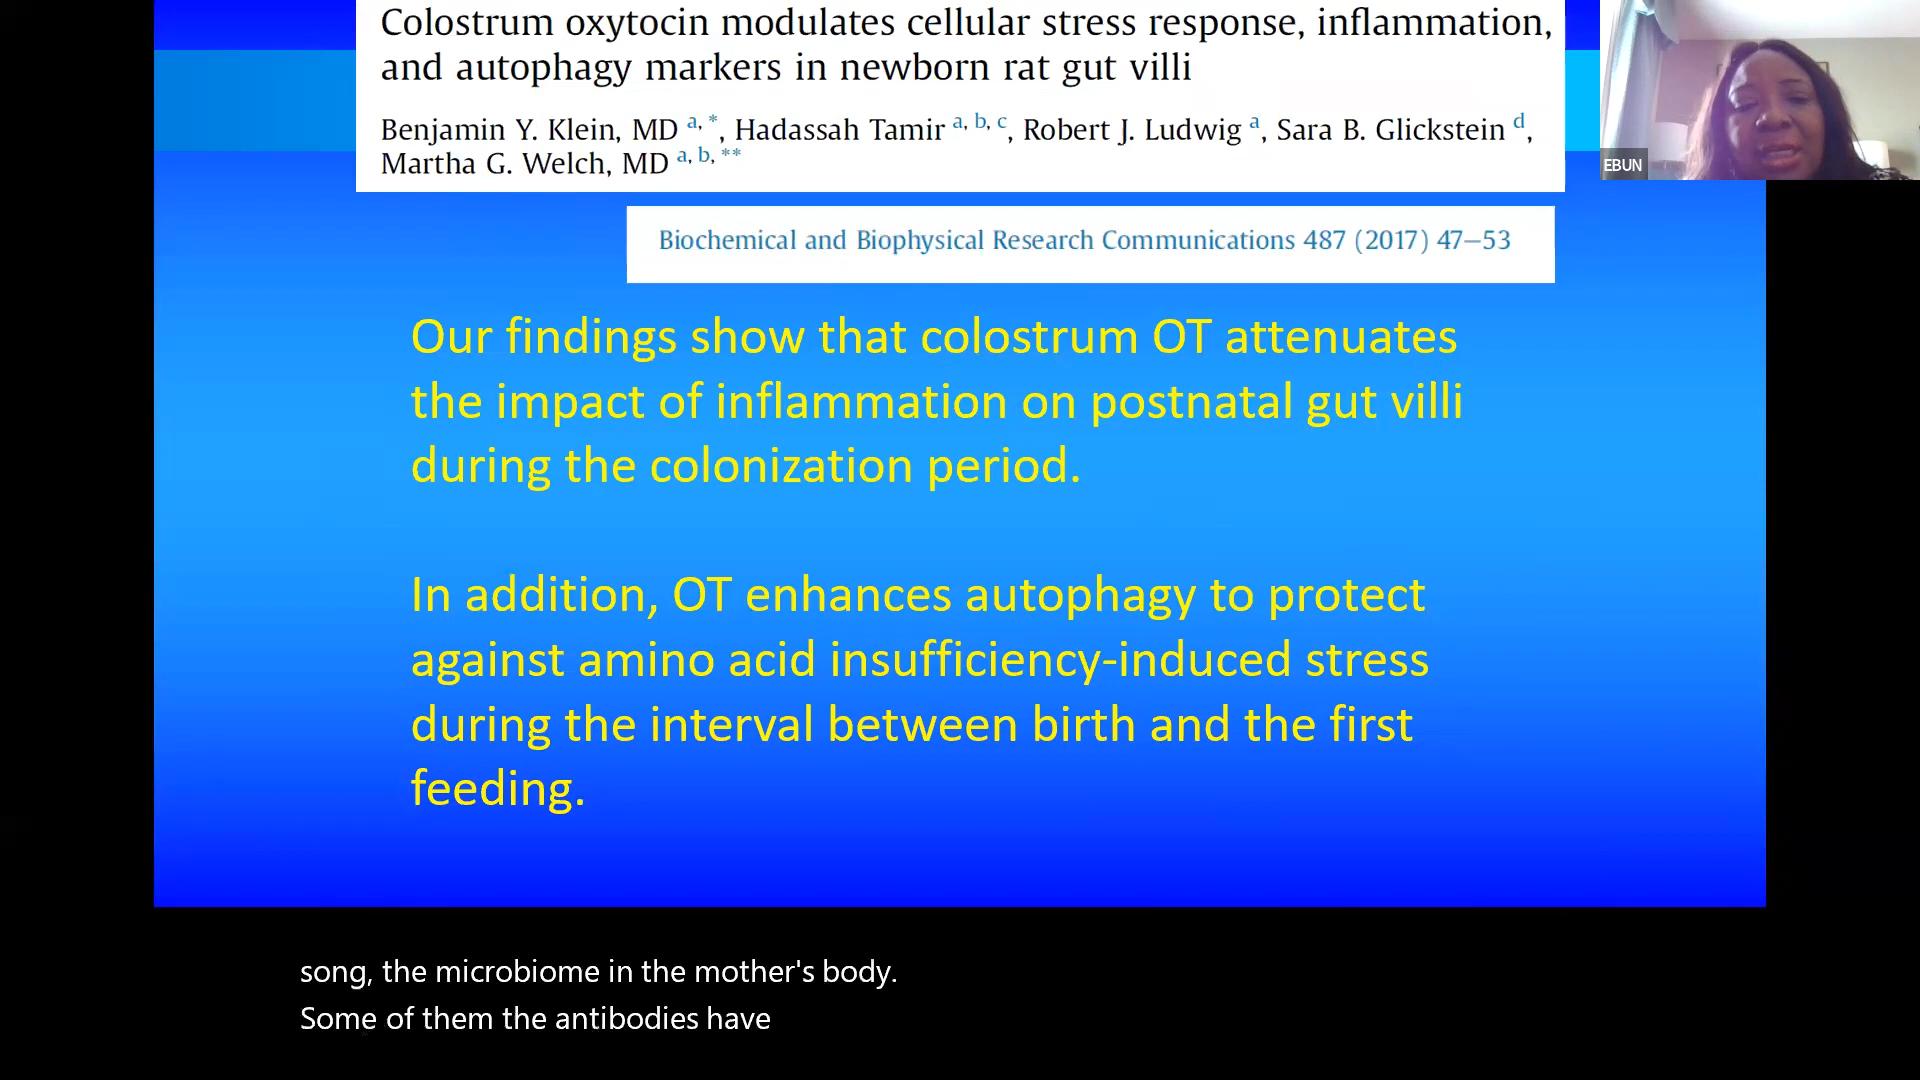 Colostrum oxytocin modulates cellular stress response, inflammation,
and autophagy markers in newborn rat gut villi
Benjamin Y. Klein, MD a, *, Hadassah Tamir a, b, c, Robert J. Ludwig a, Sara B. Glickstein d,
Martha G. Welch, MD a, b, **
EBUN
Biochemical and Biophysical Research Communications 487 (2017) 47–53
Our findings show that colostrum OT attenuates
the impact of inflammation on postnatal gut villi
during the colonization period.
In addition, OT enhances autophagy to protect
against amino acid insufficiency-induced stress
during the interval between birth and the first
feeding.
song, the microbiome in the mother's body.
Some of them the antibodies have